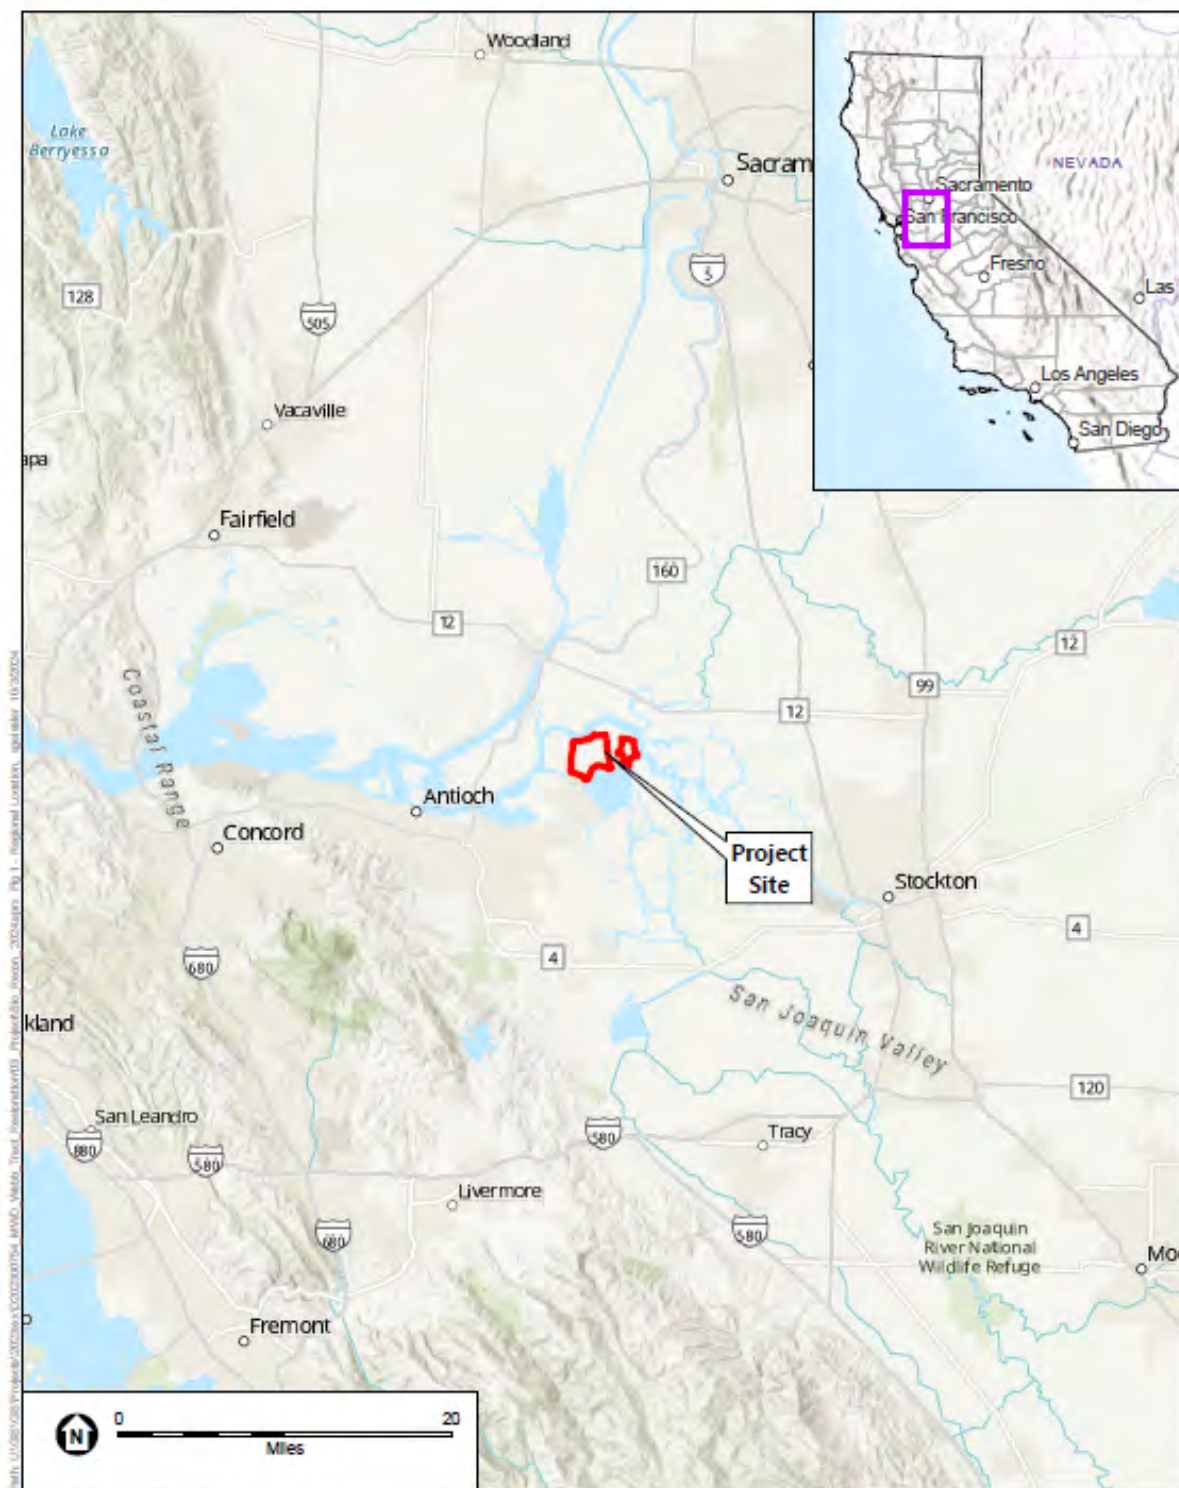 Woodland
Lake
Berryessa
Sacram
5
128
505
Vacaville
apa
Fairfield
160
12
12
99
12
Coastal Range
Antioch
Concord
Project
Site
Stockton
4
4
680
San Joaquin Valley
kland
120
San Leandro
880
580
580
Tracy
Livermore
680
580
San Joaquin
River National
Wildlife Refuge
Mo
Fremont
NEVADA
Sacramento
San Francisco
Fresno
Las
Los Angeles
San Diego
N
0
20
Miles